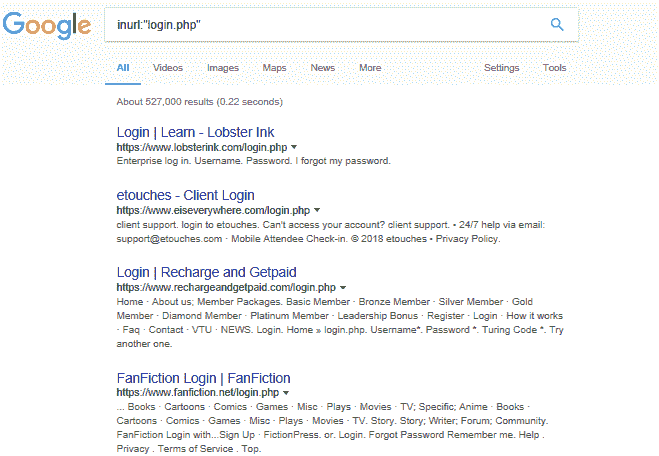 Google
inurl:"login.php"
All Videos Images Maps News More Settings Tools
About 527,000 results (0.22 seconds)
Login | Learn - Lobster Ink
https://www.lobsterink.com/login.php
Enterprise log in. Username. Password. I forgot my password.
etouches - Client Login
https://www.eiseverywhere.com/login.php
client support. login to etouches. Can't access your account? client support. • 24/7 help via email:
support@etouches.com · Mobile Attendee Check-in. © 2018 etouches • Privacy Policy.
Login | Recharge and Getpaid
https://www.rechargeandgetpaid.com/login.php
Home · About us; Member Packages. Basic Member · Bronze Member · Silver Member · Gold
Member · Diamond Member · Platinum Member · Leadership Bonus · Register · Login · How it works
· Faq · Contact · VTU · NEWS. Login. Home » login.php. Username*. Password *. Turing Code *. Try
another one.
FanFiction Login | FanFiction
https://www.fanfiction.net/login.php
... Books · Cartoons · Comics · Games · Misc · Plays · Movies · TV; Specific; Anime · Books ·
Cartoons · Comics · Games · Misc · Plays · Movies · TV. Story. Story; Writer; Forum; Community.
FanFiction Login with...Sign Up · FictionPress. or. Login. Forgot Password Remember me. Help .
Privacy . Terms of Service . Top.